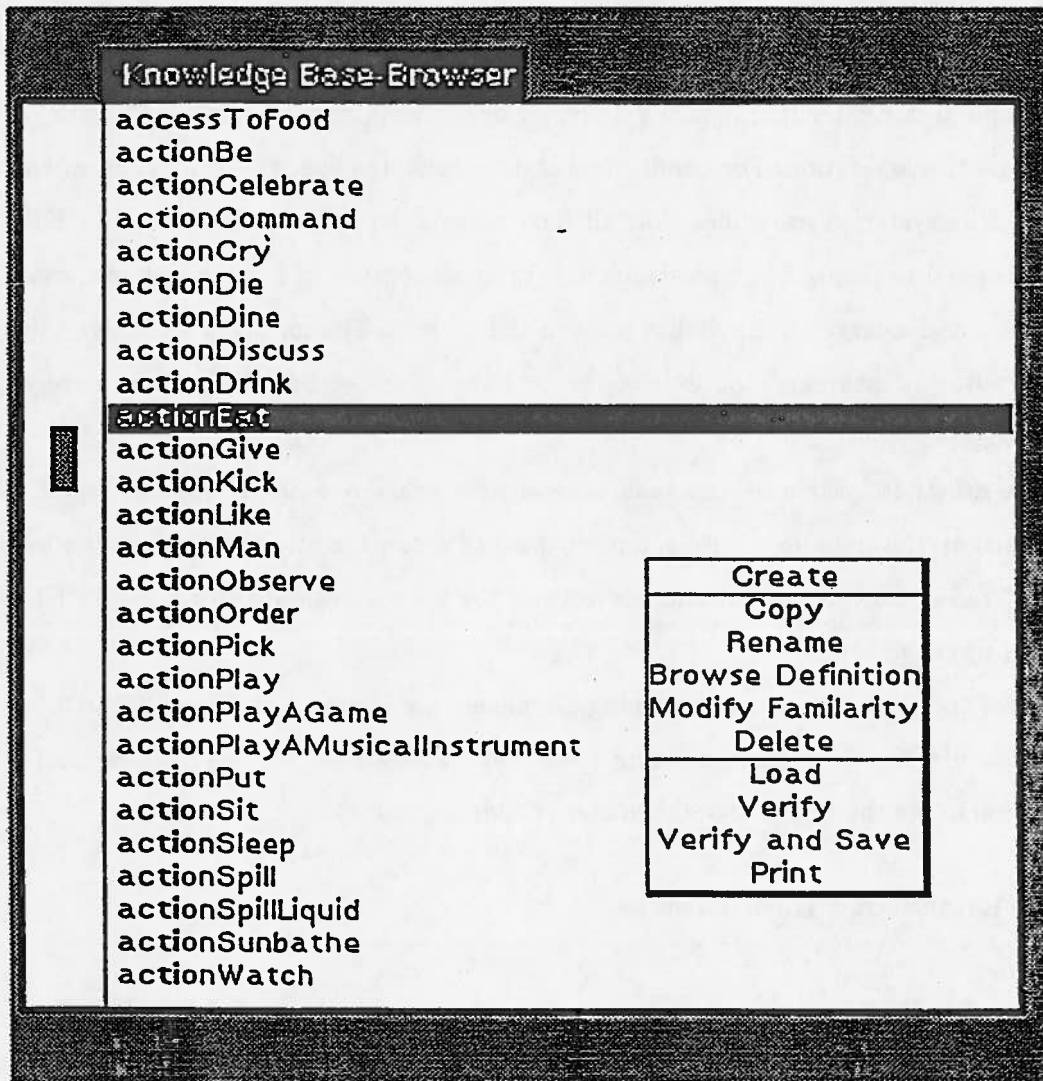 Knowledge Base Browser
accessToFood
actionBe
actionCelebrate
actionCommand
actionCry
actionDie
actionDine
actionDiscuss
actionDrink
actionEat
actionGive
actionKick
actionLike
actionMan
actionObserve
actionOrder
actionPick
actionPlay
actionPlayAGame
actionPlayAMusicalInstrument
actionPut
actionSit
actionSleep
actionSpill
actionSpillLiquid
actionSunbathe
actionWatch
Create
Copy
Rename
Browse Definition
Modify Familarity
Delete
Load
Verify
Verify and Save
Print